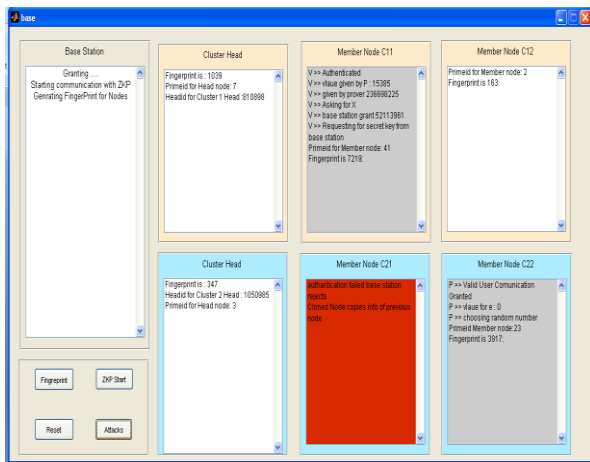 base
Base Station
Granting.....
Starting communication with ZKP
Genrating FingerPrint for Nodes
Cluster Head
Fingerprint is : 1039
Primeid for Head node: 7
Headid for Cluster 1 Head :810898
Member Node C11
V >> Authenticated
V >> vlaue given by P : 15385
V >> given by prover 236698225
V >> Asking for X
V >> base station grant:52113961
V >> Requesting for secret key from
base station
Primeid for Member node: 41
Fingerprint is 7219:
Member Node C12
Primeid for Member node: 2
Fingerprint is 163:
Cluster Head
Fingerprint is : 347
Headid for Cluster 2 Head : 1050985
Primeid for Head node: 3
Member Node C21
authantication failed base station
rejects
Cloned Node copies info of previous
node
Member Node C22
P >> Valid User Comunication
Granted
P >> vlaue for e : 0
P >> choosing random number
Primeid Member node:23
Fingerprint is 3917:
Fingreprint
ZKP Start
Reset
Attacks